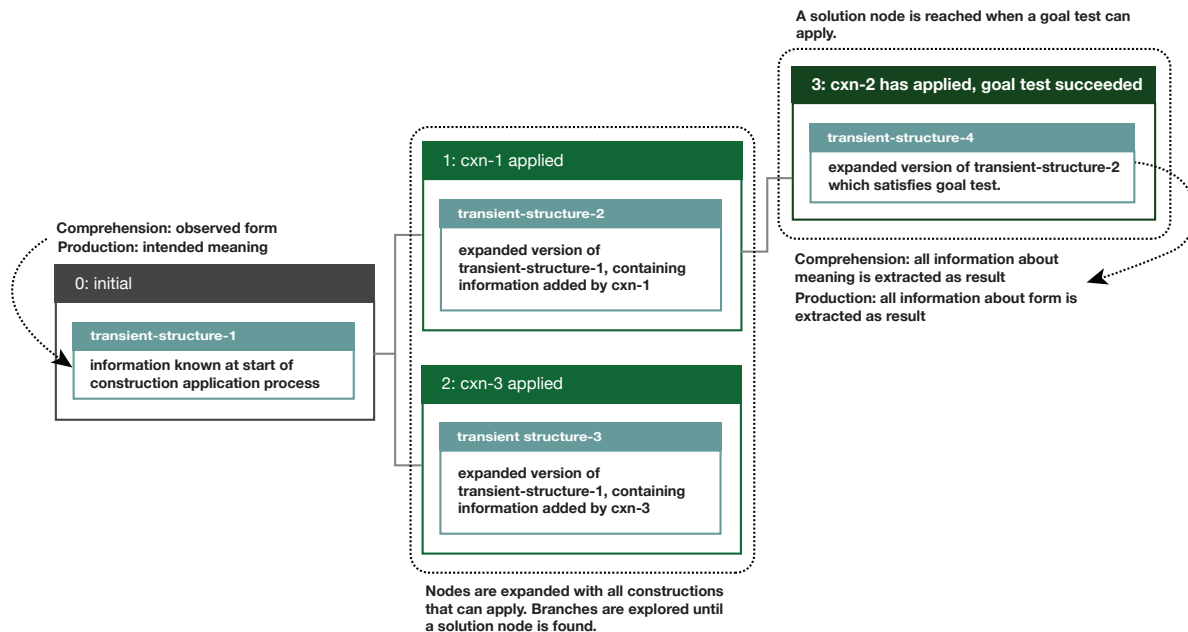 A solution node is reached when a goal test can
apply.
3: cxn-2 has applied, goal test succeeded
transient-structure-4
expanded version of transient-structure-2
which satisfies goal test.
Comprehension: all information about
meaning is extracted as result
Production: all information about form is
extracted as result
1: cxn-1 applied
transient-structure-2
expanded version of
transient-structure-1, containing
information added by cxn-1
Comprehension: observed form
Production: intended meaning
0: initial
transient-structure-1
information known at start of
construction application process
2: cxn-3 applied
transient structure-3
expanded version of
transient-structure-1, containing
information added by cxn-3
Nodes are expanded with all constructions
that can apply. Branches are explored until
a solution node is found.